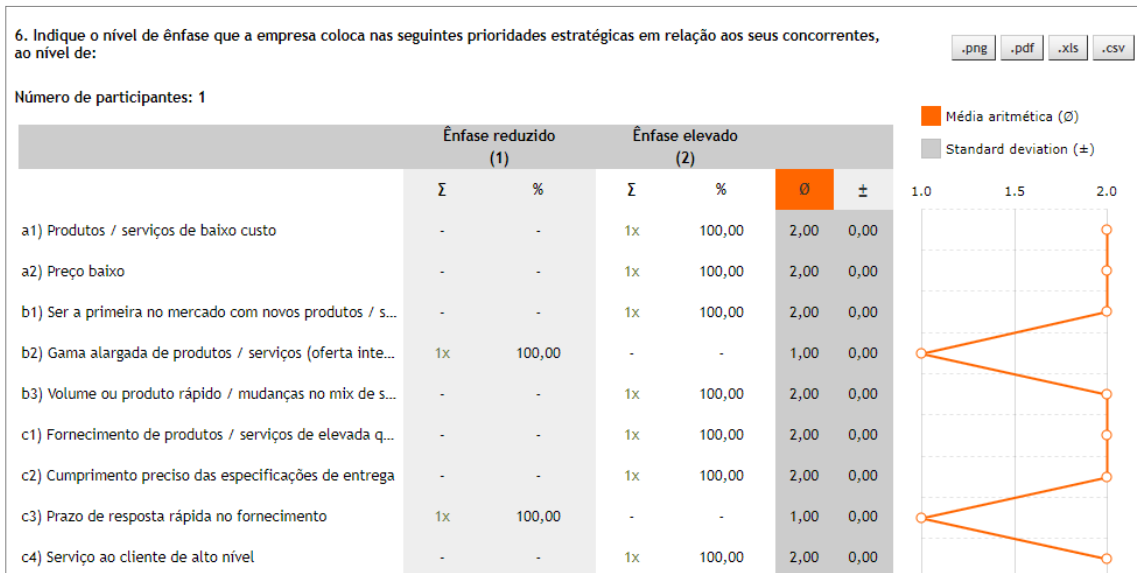 6. Indique o nível de ênfase que a empresa coloca nas seguintes prioridades estratégicas em relação aos seus concorrentes,
ao nível de:
.png .pdf .xls .csv
Número de participantes: 1
Média aritmética (Ø)
Standard deviation (±)
Ênfase reduzido Ênfase elevado
(1) (2)
Σ % Σ % Ø ± 1.0 1.5 2.0
a1) Produtos / serviços de baixo custo - - 1x 100,00 2,00 0,00
a2) Preço baixo - - 1x 100,00 2,00 0,00
b1) Ser a primeira no mercado com novos produtos / s... - - 1x 100,00 2,00 0,00
b2) Gama alargada de produtos / serviços (oferta inte... 1x 100,00 - - 1,00 0,00
b3) Volume ou produto rápido / mudanças no mix de s... - - 1x 100,00 2,00 0,00
c1) Fornecimento de produtos / serviços de elevada q... - - 1x 100,00 2,00 0,00
c2) Cumprimento preciso das especificações de entrega - - 1x 100,00 2,00 0,00
c3) Prazo de resposta rápida no fornecimento 1x 100,00 - - 1,00 0,00
c4) Serviço ao cliente de alto nível - - 1x 100,00 2,00 0,00